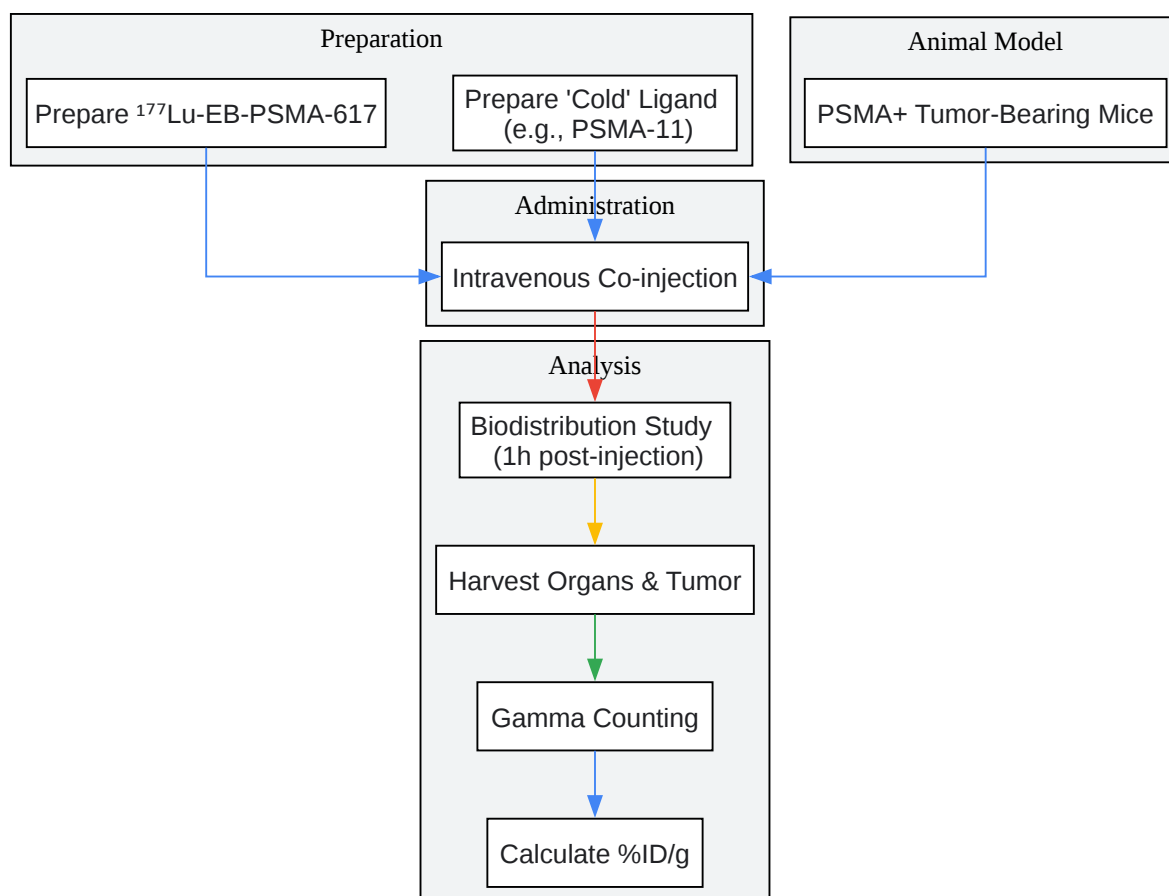 Preparation
Animal Model
Prepare ¹⁷⁷Lu-EB-PSMA-617
Prepare 'Cold' Ligand
(e.g., PSMA-11)
PSMA+ Tumor-Bearing Mice
Administration
Intravenous Co-injection
Analysis
Biodistribution Study
(1h post-injection)
Harvest Organs & Tumor
Gamma Counting
Calculate %ID/g